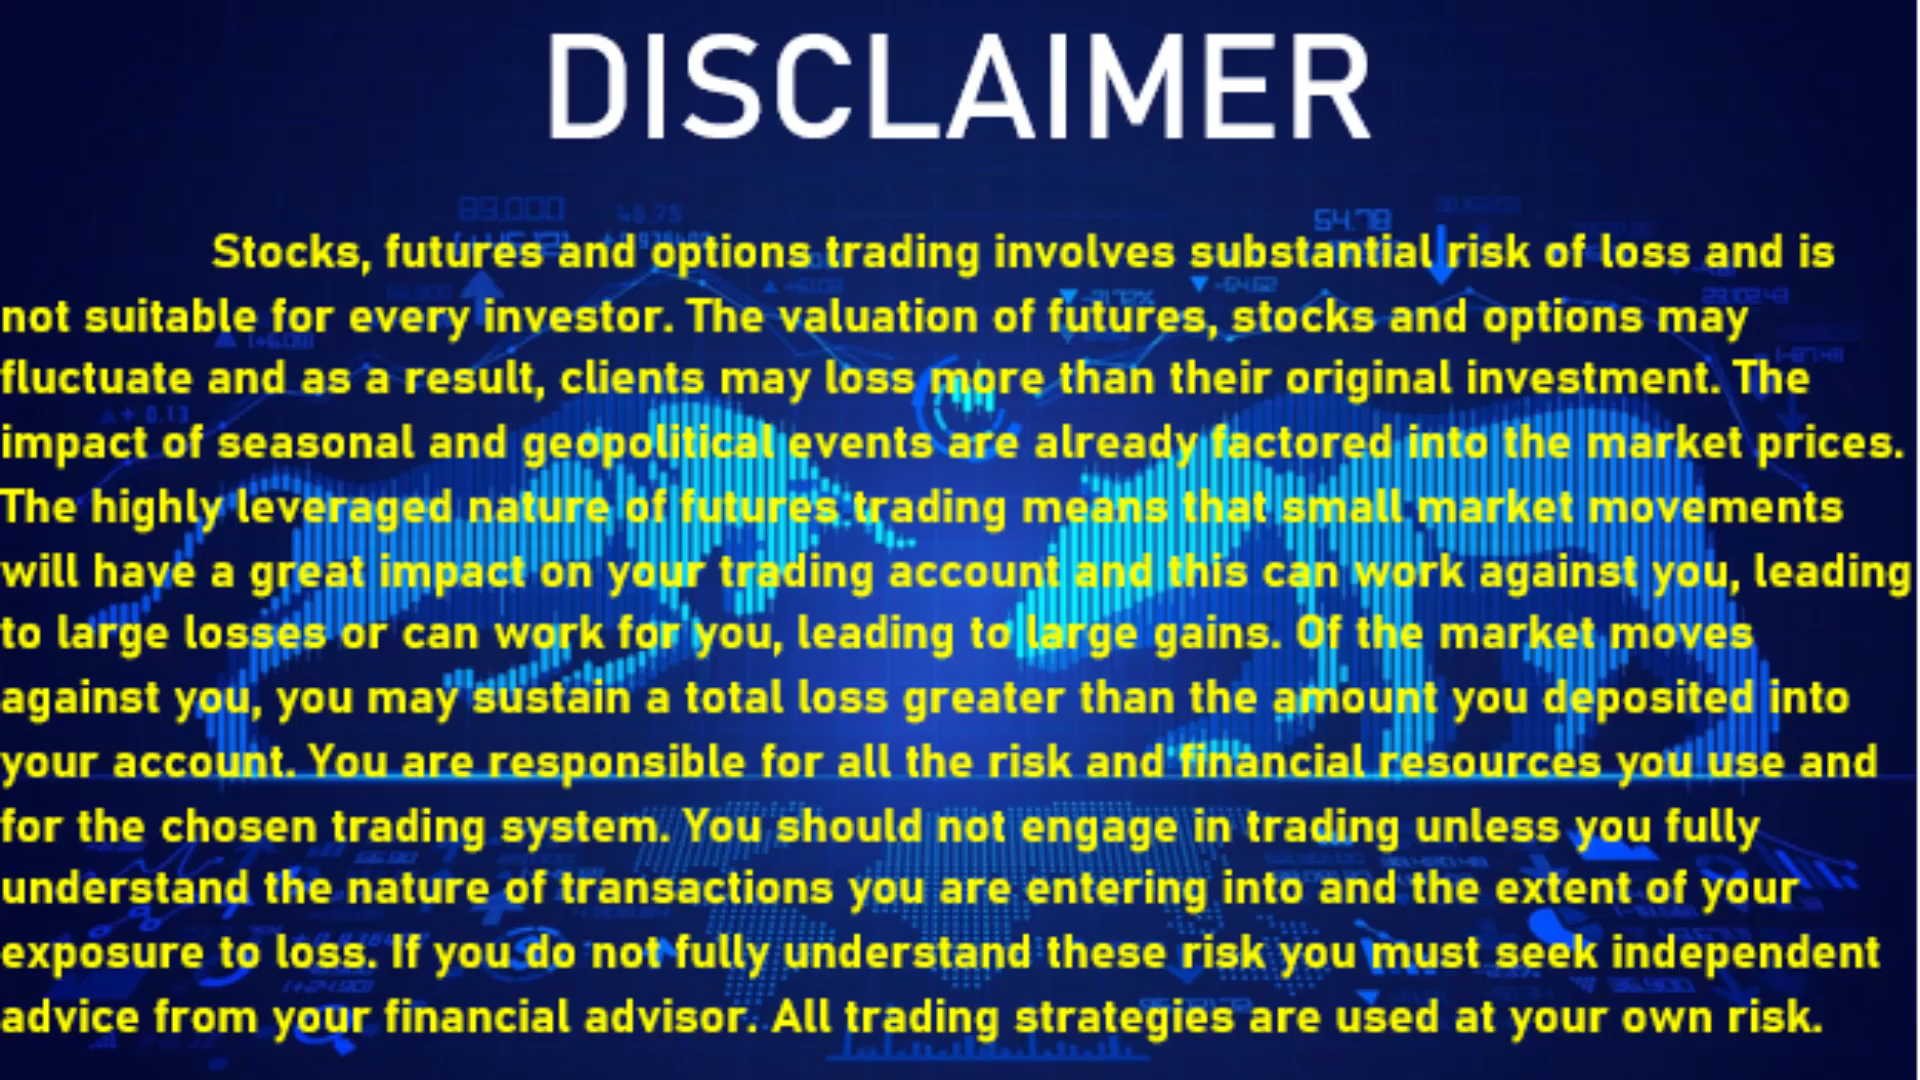 DISCLAIMER
89.000
45.75
54.78
Stocks, futures and options trading involves substantial risk of loss and is
not suitable for every investor. The valuation of futures, stocks and options may
fluctuate and as a result, clients may loss more than their original investment. The
impact of seasonal and geopolitical events are already factored into the market prices.
The highly leveraged nature of futures trading means that small market movements
will have a great impact on your trading account and this can work against you, leading
to large losses or can work for you, leading to large gains. Of the market moves
against you, you may sustain a total loss greater than the amount you deposited into
your account. You are responsible for all the risk and financial resources you use and
for the chosen trading system. You should not engage in trading unless you fully
understand the nature of transactions you are entering into and the extent of your
exposure to loss. If you do not fully understand these risk you must seek independent
advice from your financial advisor. All trading strategies are used at your own risk.